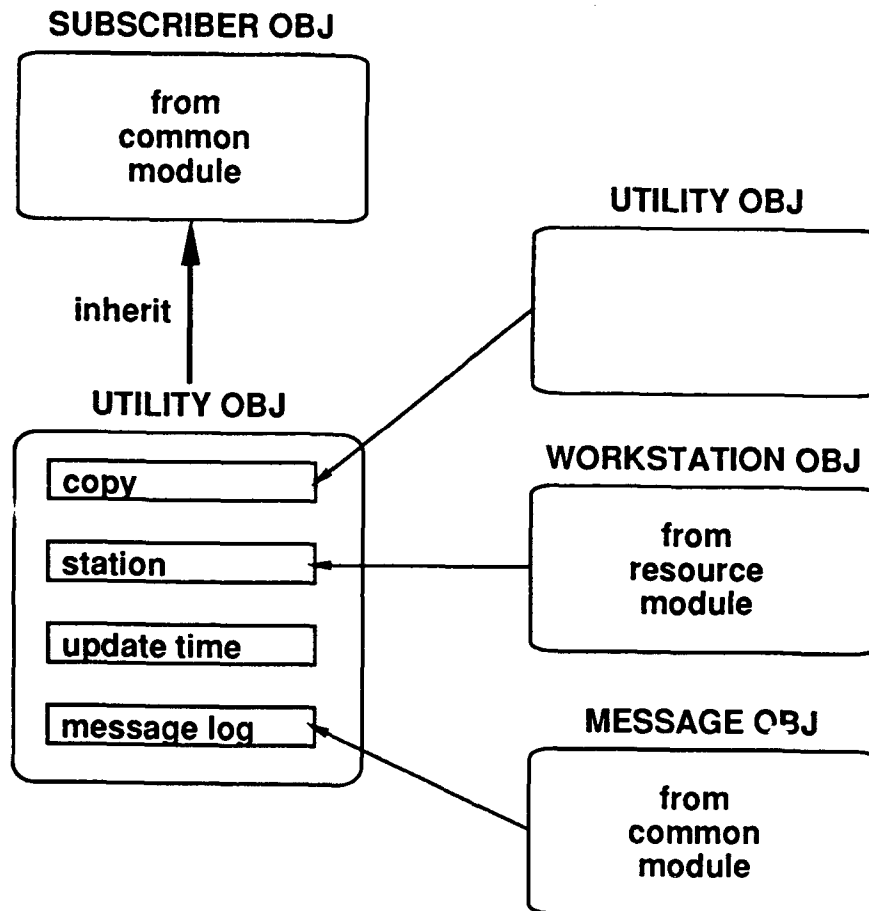 SUBSCRIBER OBJ
from
common
module
inherit
UTILITY OBJ
copy
station
update time
message log
UTILITY OBJ
WORKSTATION OBJ
from
resource
module
MESSAGE OBJ
from
common
module